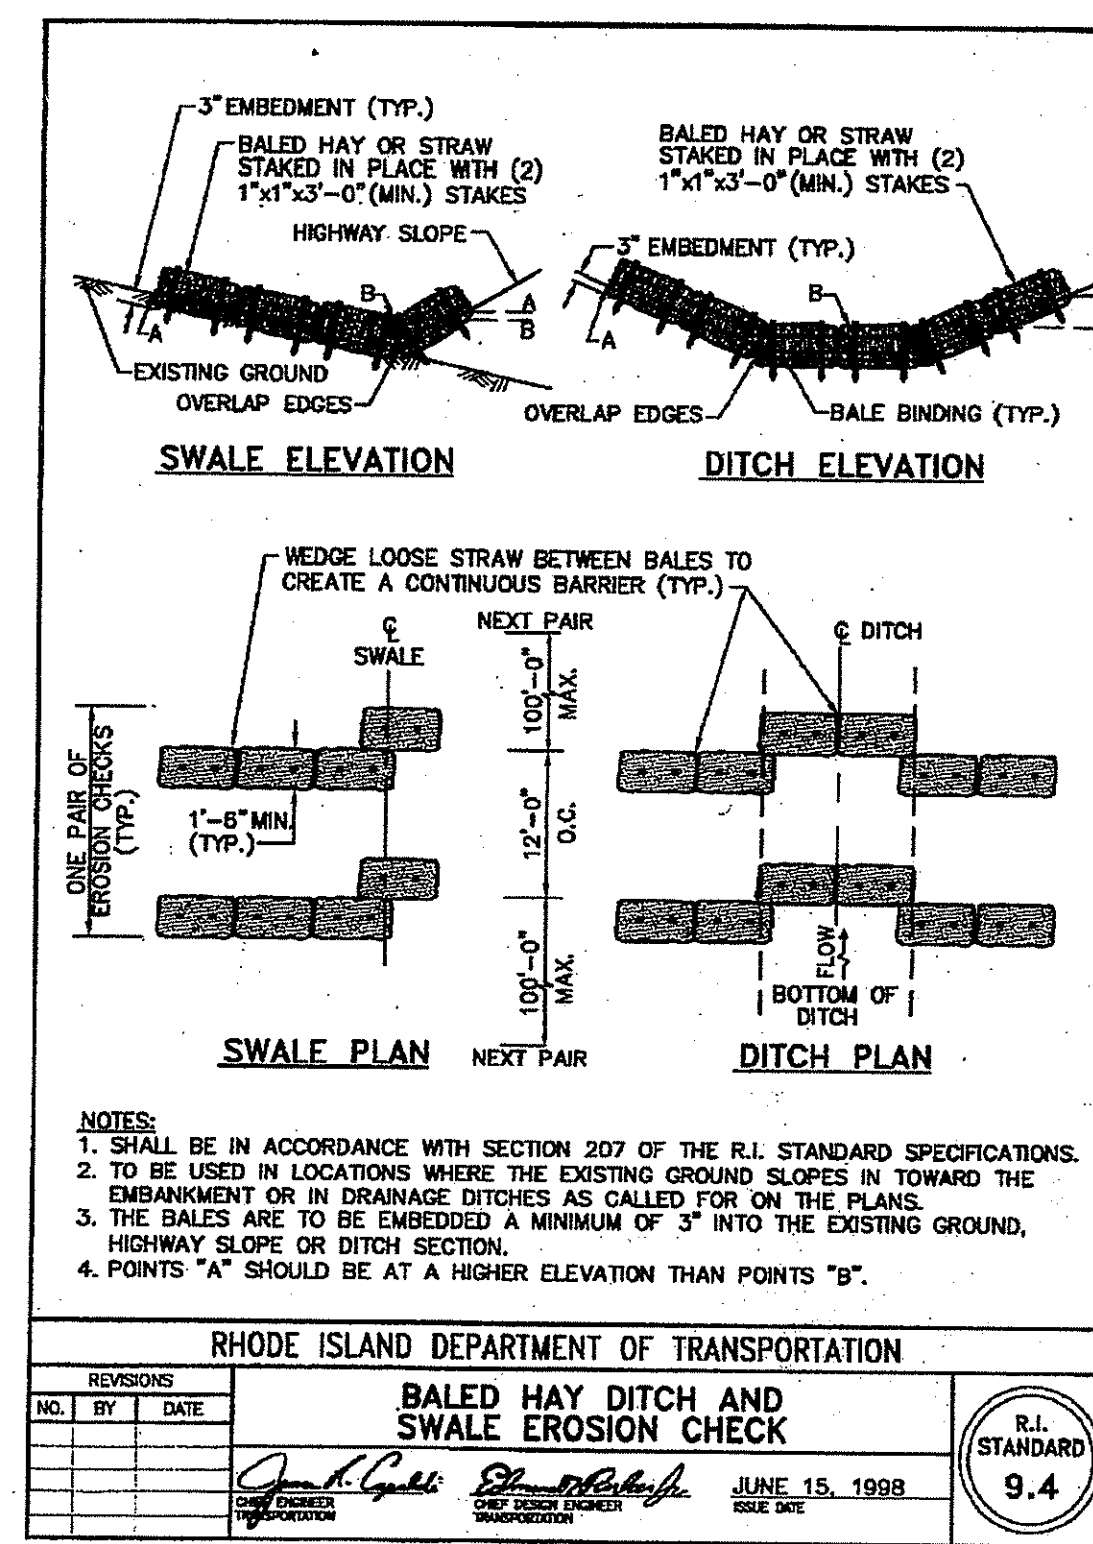 3" EMBEDMENT (TYP.)
BALED HAY OR STRAW
STAKED IN PLACE WITH (2)
1"x1"x3'-0" (MIN.) STAKES
HIGHWAY SLOPE
B
A
B
A
EXISTING GROUND
OVERLAP EDGES
SWALE ELEVATION
BALED HAY OR STRAW
STAKED IN PLACE WITH (2)
1"x1"x3'-0" (MIN.) STAKES
3" EMBEDMENT (TYP.)
B
A
OVERLAP EDGES
BALE BINDING (TYP.)
DITCH ELEVATION
WEDGE LOOSE STRAW BETWEEN BALES TO
CREATE A CONTINUOUS BARRIER (TYP.)
℄
SWALE
NEXT PAIR
℄ DITCH
100'-0"
MAX.
ONE PAIR OF
EROSION CHECKS
(TYP.)
1'-6" MIN.
(TYP.)
12'-0"
O.C.
100'-0"
MAX.
FLOW
BOTTOM OF
DITCH
SWALE PLAN
NEXT PAIR
DITCH PLAN
NOTES:
1. SHALL BE IN ACCORDANCE WITH SECTION 207 OF THE R.I. STANDARD SPECIFICATIONS.
2. TO BE USED IN LOCATIONS WHERE THE EXISTING GROUND SLOPES IN TOWARD THE
EMBANKMENT OR IN DRAINAGE DITCHES AS CALLED FOR ON THE PLANS.
3. THE BALES ARE TO BE EMBEDDED A MINIMUM OF 3" INTO THE EXISTING GROUND,
HIGHWAY SLOPE OR DITCH SECTION.
4. POINTS "A" SHOULD BE AT A HIGHER ELEVATION THAN POINTS "B".
RHODE ISLAND DEPARTMENT OF TRANSPORTATION
REVISIONS
NO. BY DATE
BALED HAY DITCH AND
SWALE EROSION CHECK
CHIEF ENGINEER
TRANSPORTATION
CHIEF DESIGN ENGINEER
TRANSPORTATION
JUNE 15, 1998
ISSUE DATE
R.I.
STANDARD
9.4